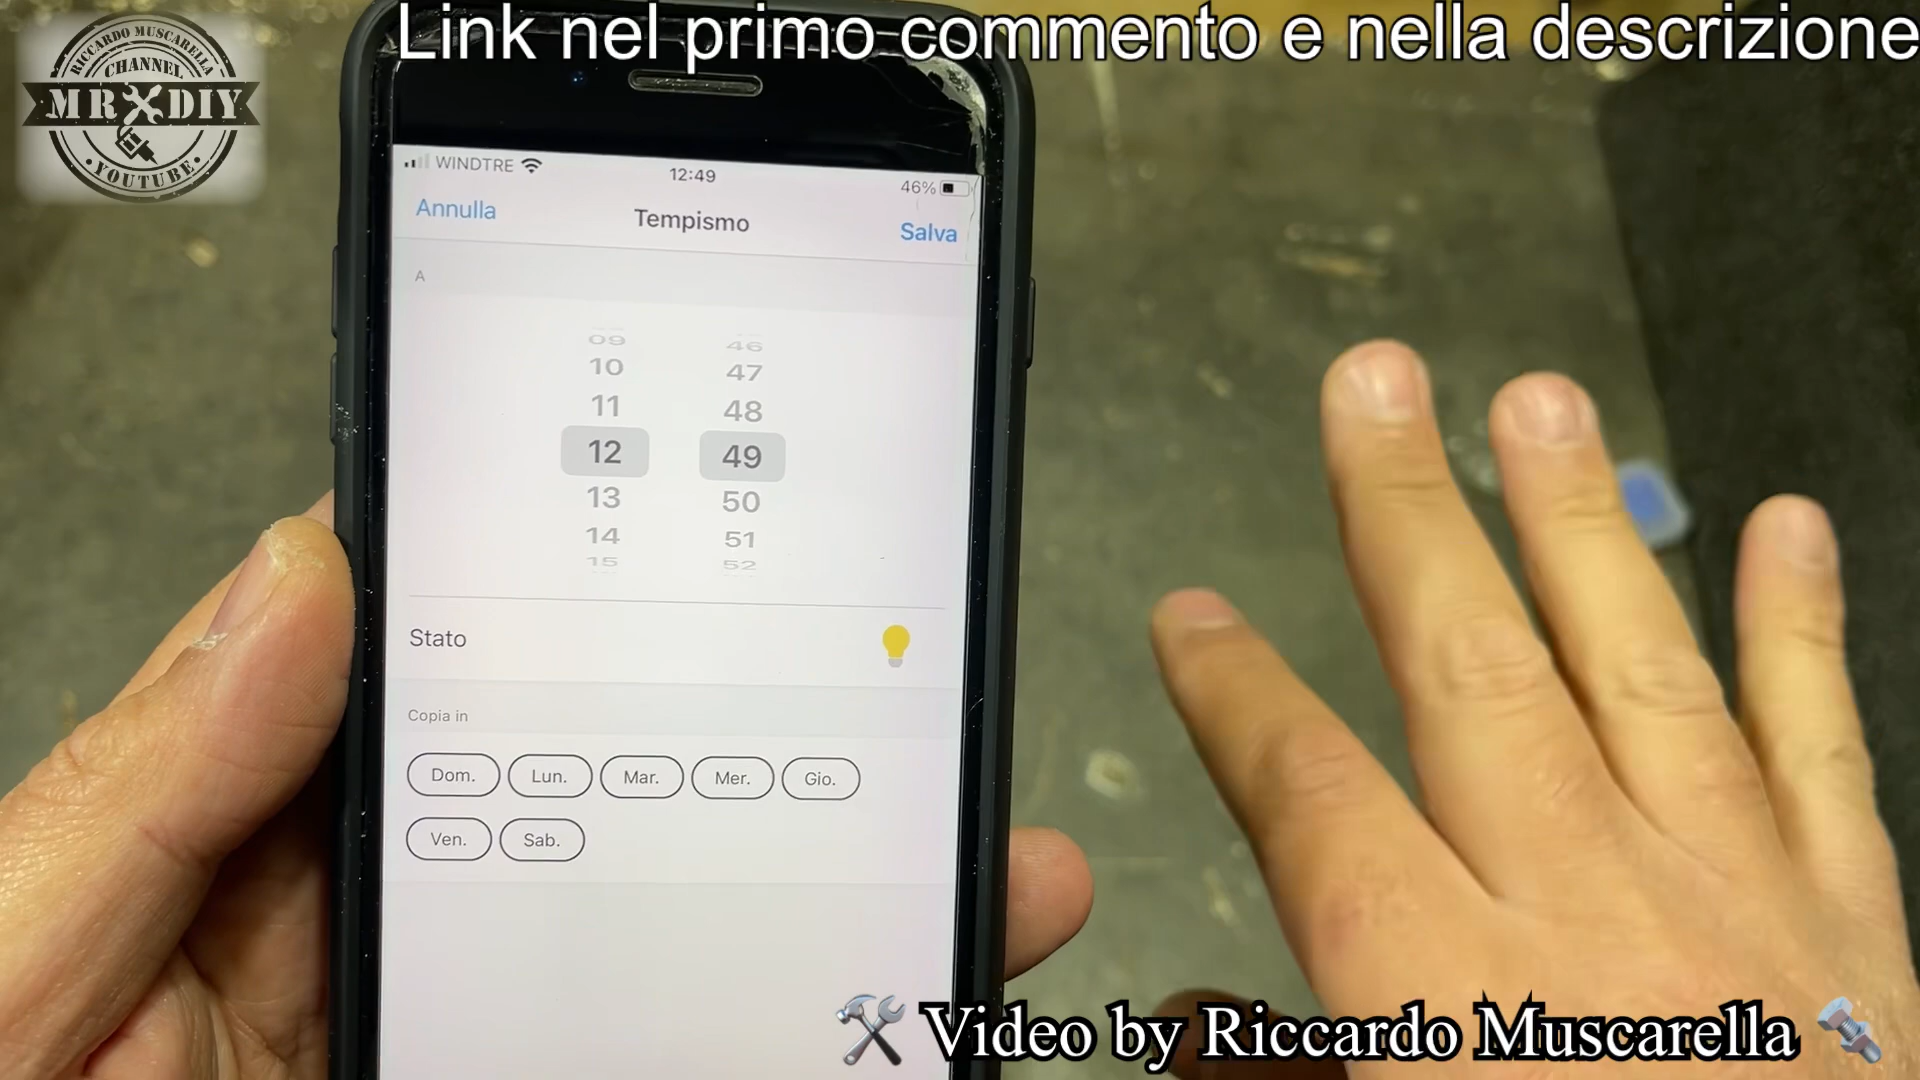 Link nel primo commento e nella descrizione
RICCARDO MUSCARELLA
CHANNEL
MR DIY
YOUTUBE
WINDTRE
12:49
46%
Annulla
Tempismo
Salva
A
09 46
10 47
11 48
12 49
13 50
14 51
15 52
Stato
Copia in
Dom. Lun. Mar. Mer. Gio.
Ven. Sab.
Video by Riccardo Muscarella